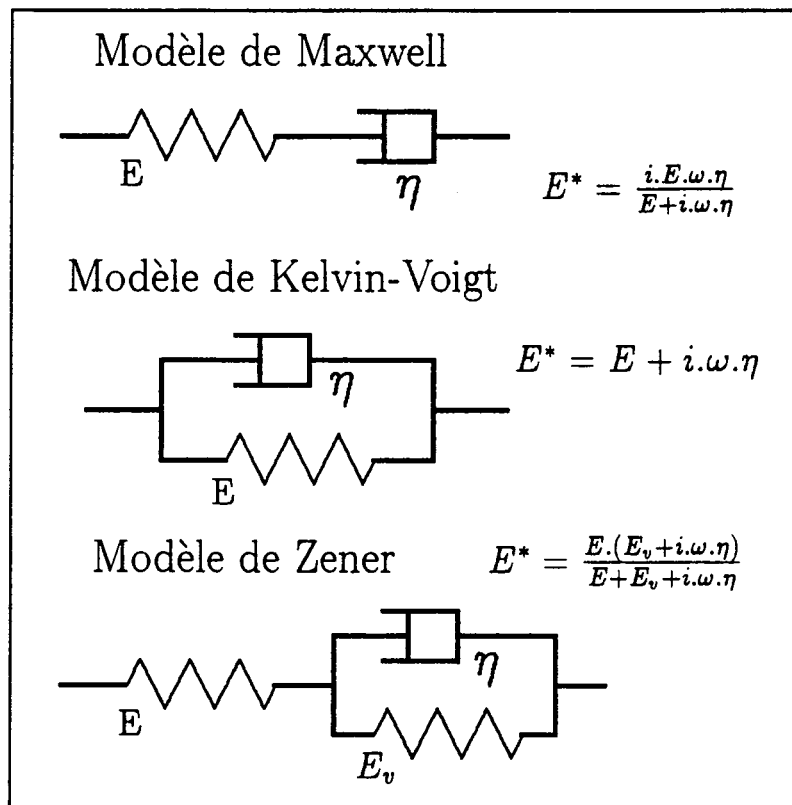 Modèle de Maxwell
E
η
E* = i.E.ω.η / E+i.ω.η
Modèle de Kelvin-Voigt
η
E* = E + i.ω.η
E
Modèle de Zener
E* = E.(E_v+i.ω.η) / E+E_v+i.ω.η
η
E
E_v